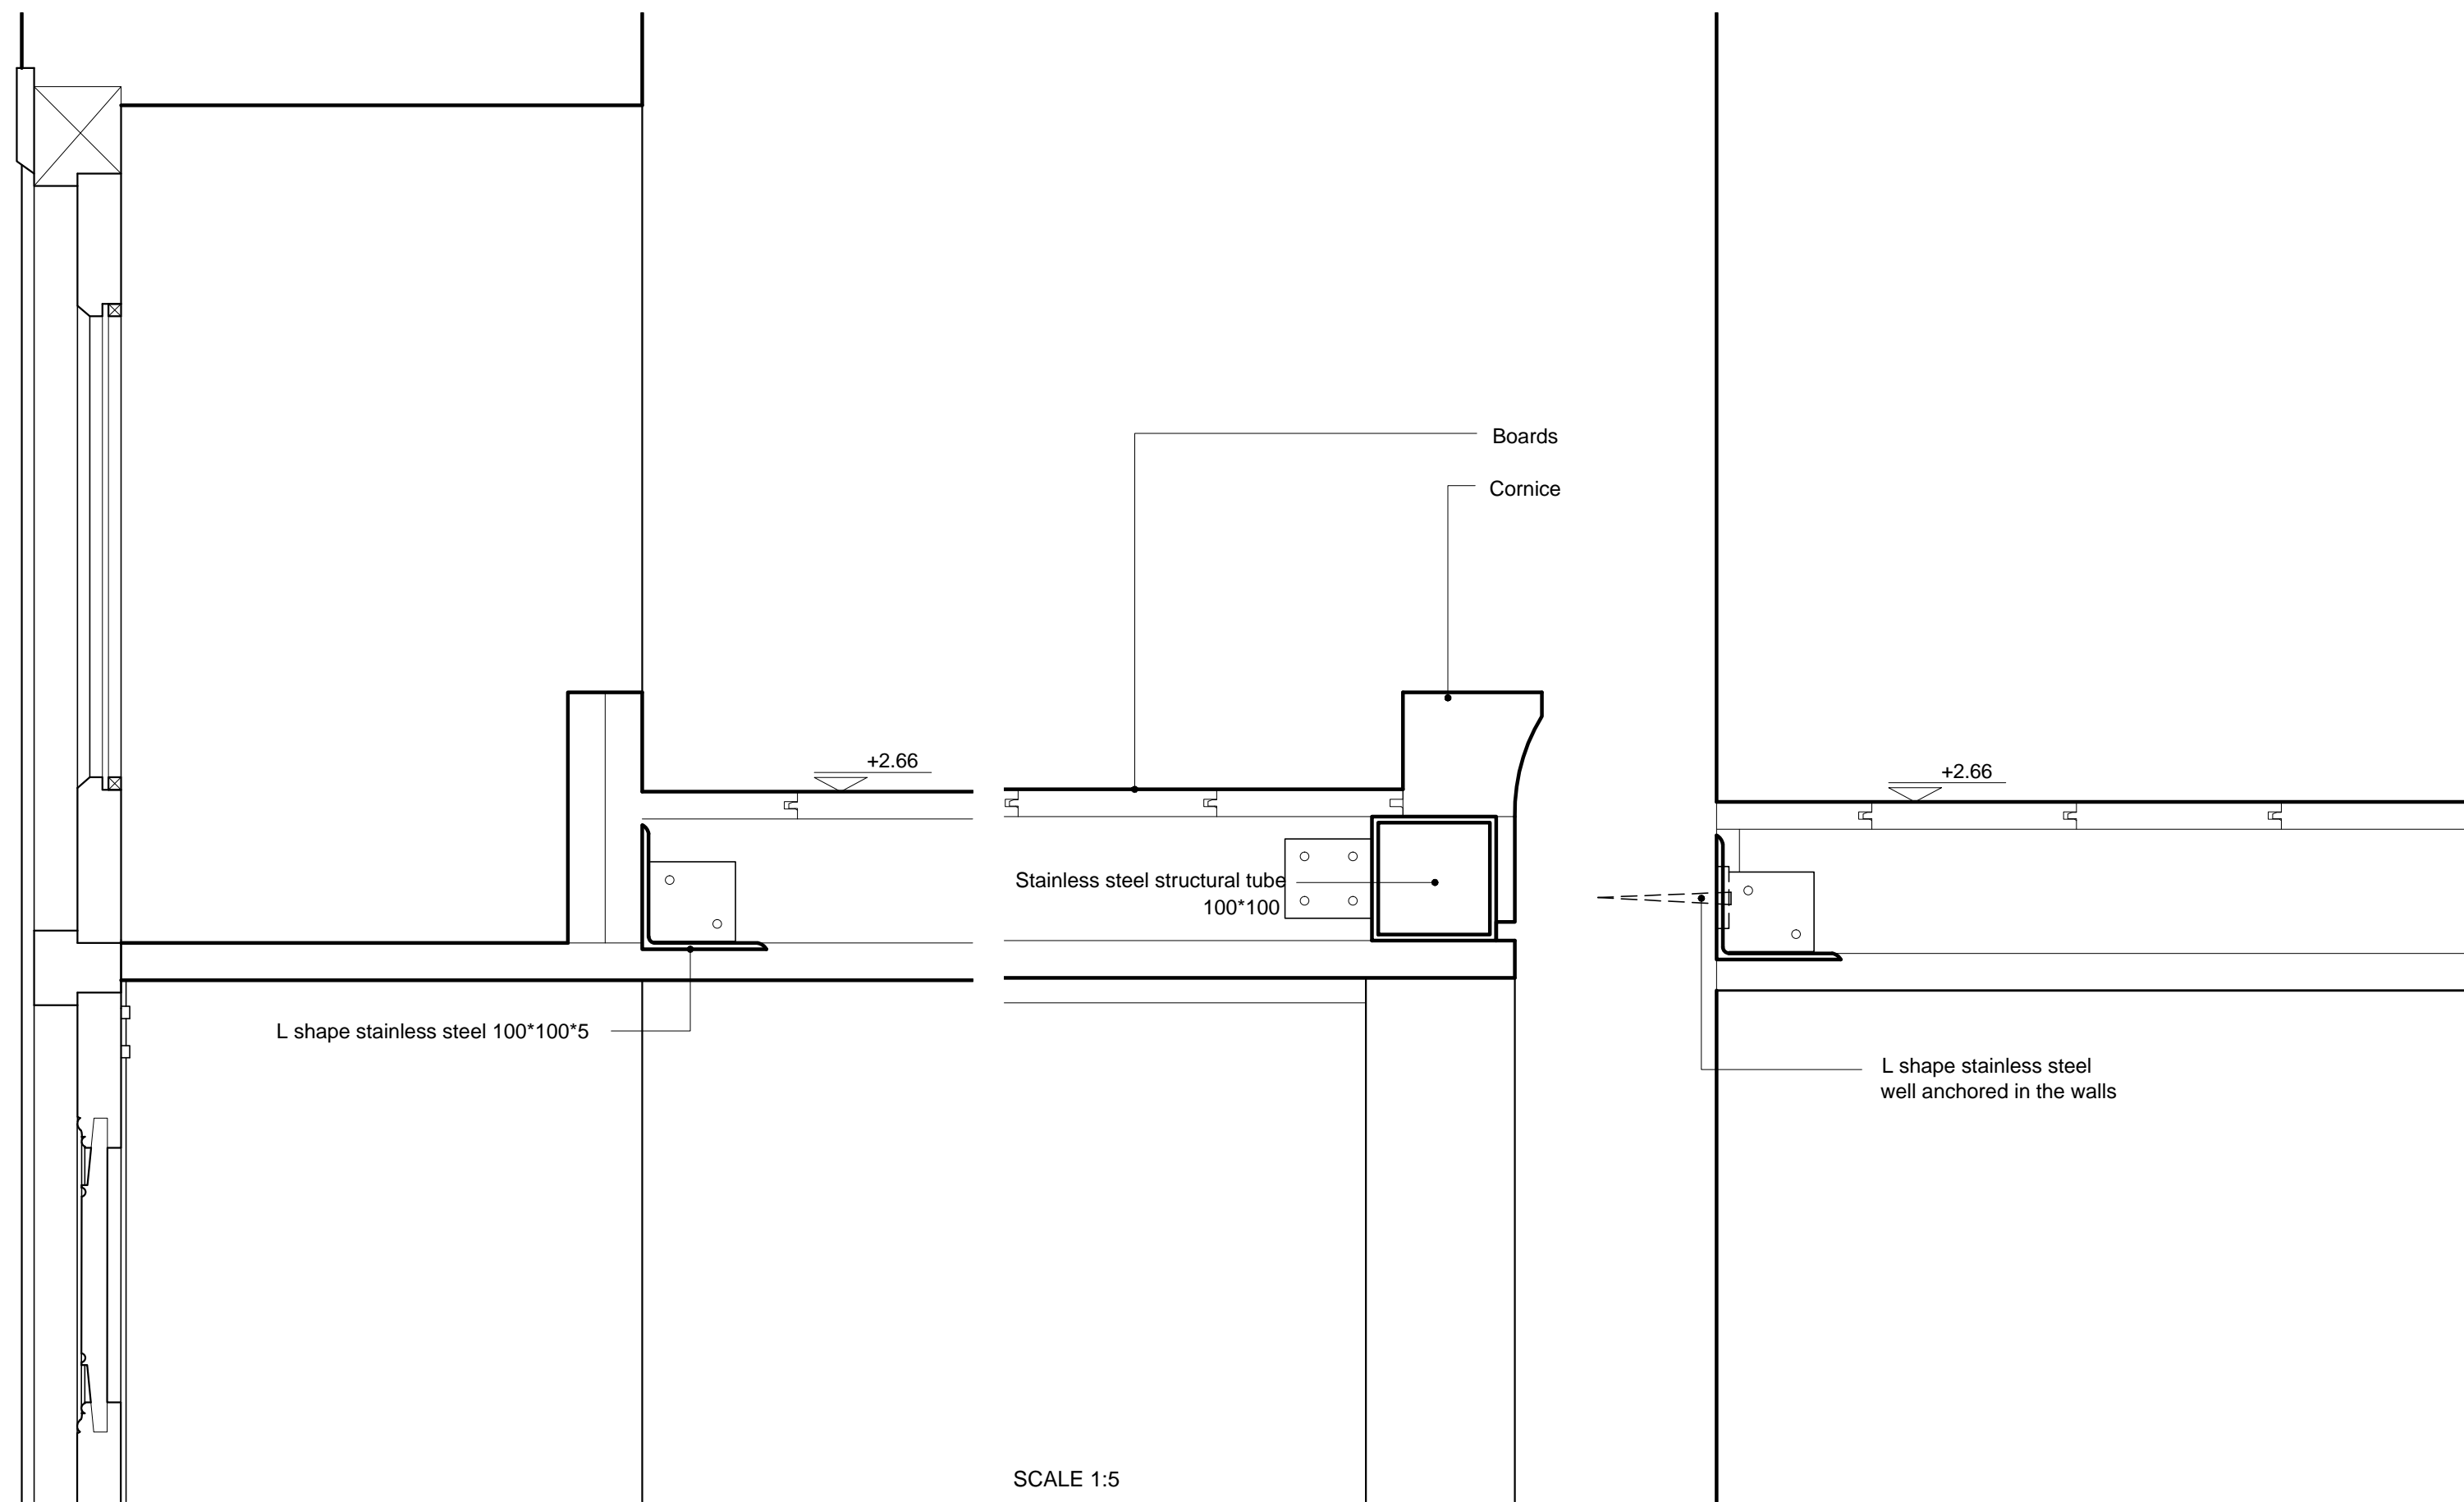 Boards
Cornice
+2.66
+2.66
Stainless steel structural tube
100*100
L shape stainless steel 100*100*5
L shape stainless steel
well anchored in the walls
SCALE 1:5